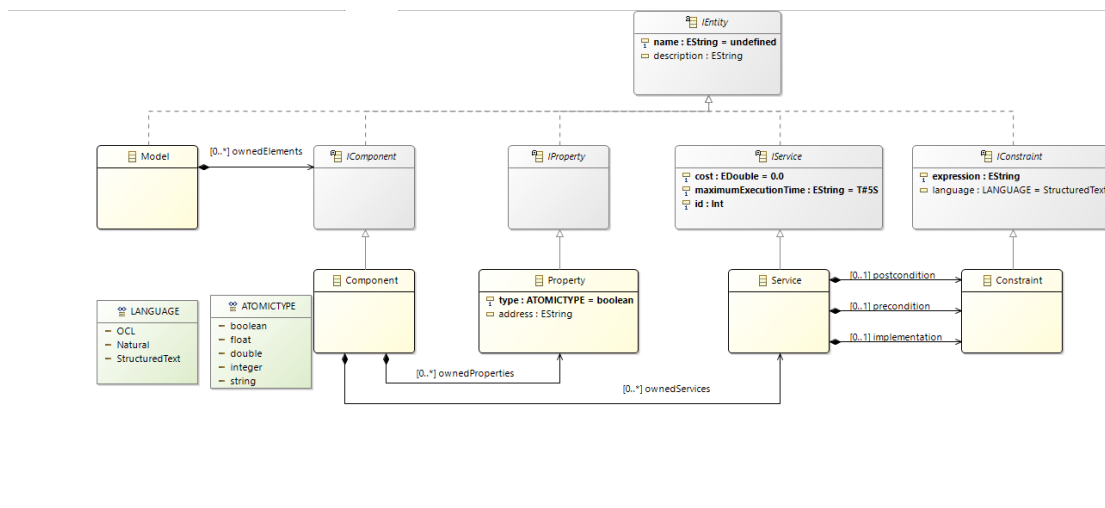 IEntity
name : EString = undefined
description : EString
Model
[0..*] ownedElements
IComponent
IProperty
IService
cost : EDouble = 0.0
maximumExecutionTime : EString = T#5S
id : Int
IConstraint
expression : EString
language : LANGUAGE = StructuredText
Component
Property
type : ATOMICTYPE = boolean
address : EString
Service
[0..1] postcondition
[0..1] precondition
[0..1] implementation
Constraint
LANGUAGE
OCL
Natural
StructuredText
ATOMICTYPE
boolean
float
double
integer
string
[0..*] ownedProperties
[0..*] ownedServices